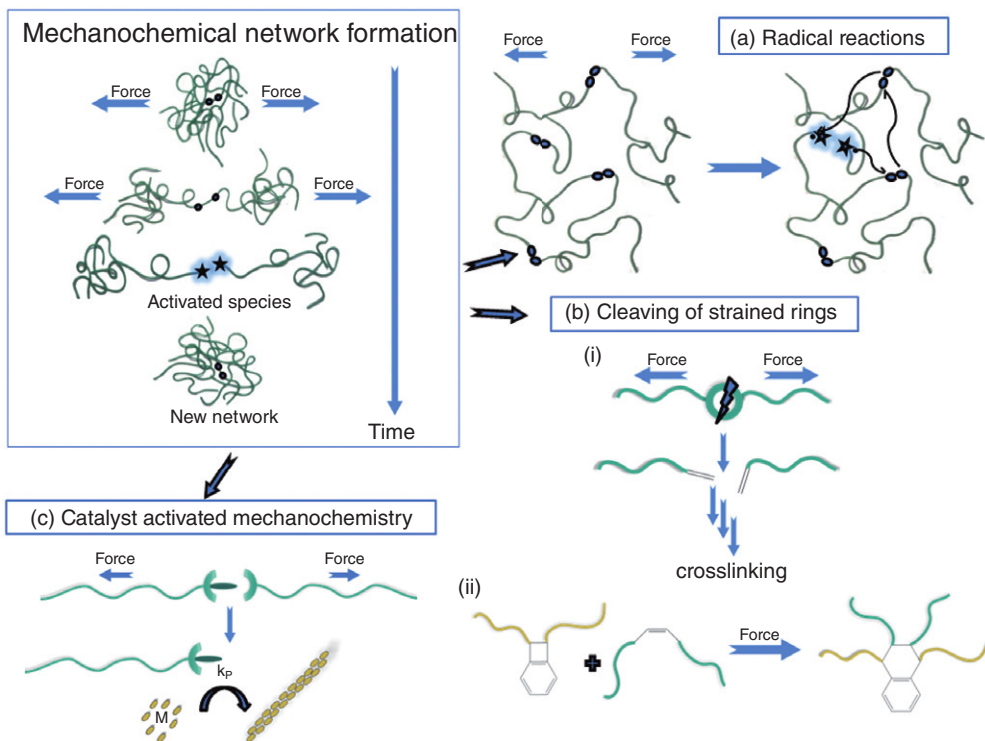 Mechanochemical network formation
Force
Force
Force
Force
Activated species
New network
Time
Force
Force
(a) Radical reactions
(b) Cleaving of strained rings
(i)
Force
Force
crosslinking
(ii)
Force
(c) Catalyst activated mechanochemistry
Force
Force
kP
M